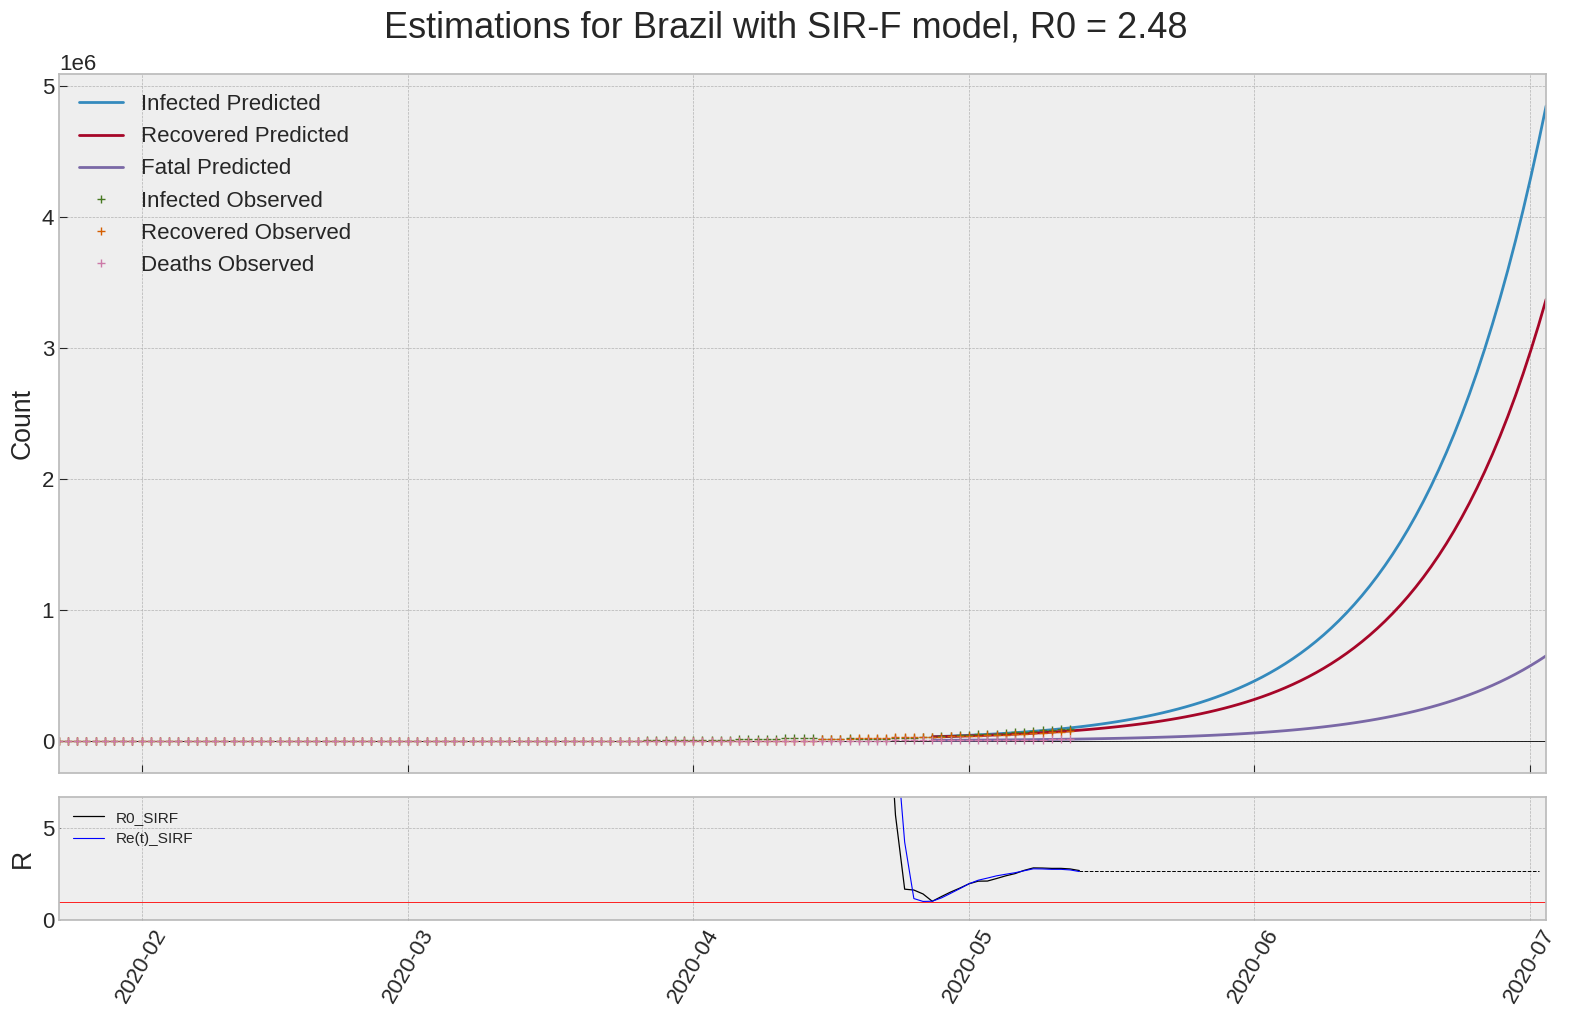 Estimations for Brazil with SIR-F model, R0 = 2.48
1e6
5
4
3
2
1
0
Count
Infected Predicted
Recovered Predicted
Fatal Predicted
Infected Observed
Recovered Observed
Deaths Observed
5
0
R
R0_SIRF
Re(t)_SIRF
2020-02
2020-03
2020-04
2020-05
2020-06
2020-07